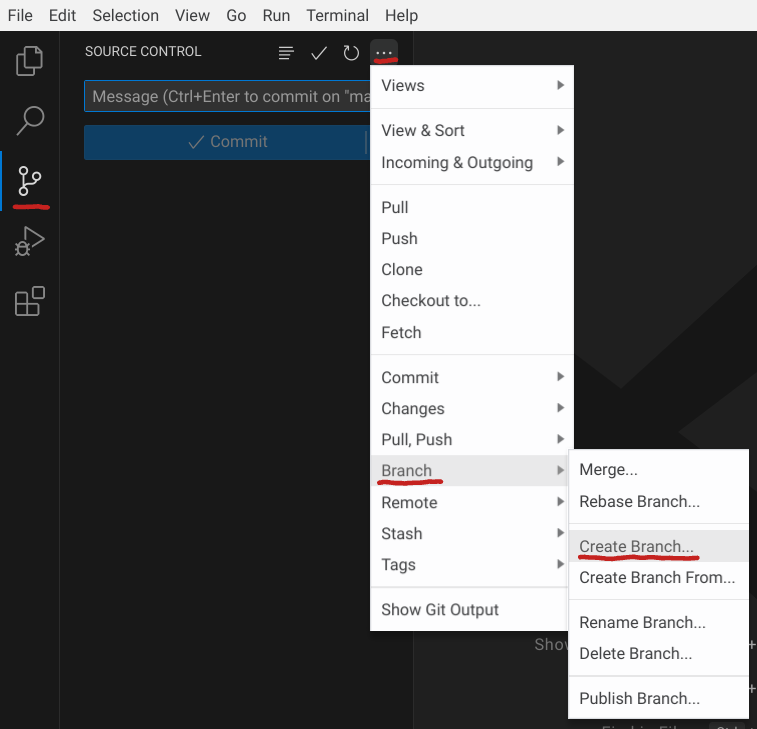 File Edit Selection View Go Run Terminal Help
SOURCE CONTROL
Message (Ctrl+Enter to commit on "ma
Commit
Views
View & Sort
Incoming & Outgoing
Pull
Push
Clone
Checkout to...
Fetch
Commit
Changes
Pull, Push
Branch
Remote
Stash
Tags
Show Git Output
Merge...
Rebase Branch...
Create Branch...
Create Branch From...
Rename Branch...
Delete Branch...
Publish Branch...
Show